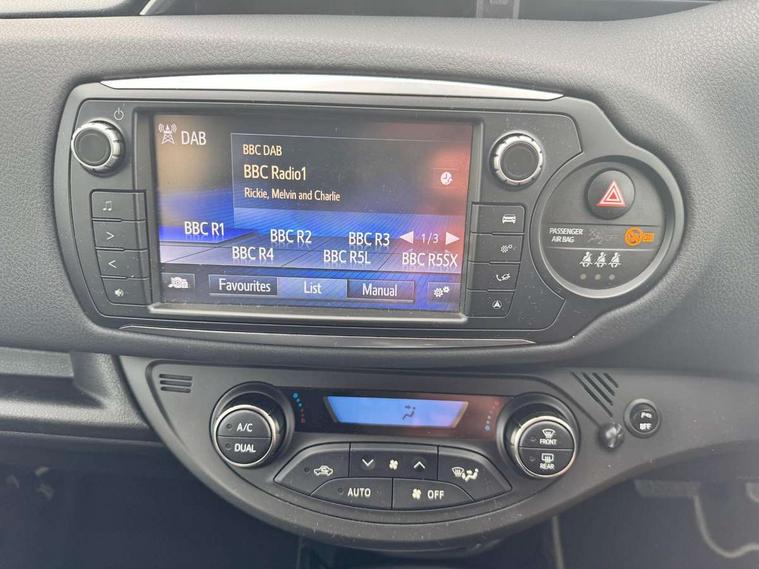 DAB
BBC DAB
BBC Radio1
Rickie, Melvin and Charlie
BBC R1 BBC R2 BBC R3 1/3
BBC R4 BBC R5L BBC R5SX
Favourites List Manual
PASSENGER
AIR BAG
A/C
DUAL
AUTO
OFF
FRONT
REAR
OFF